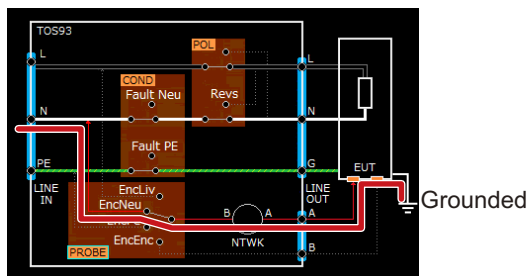 TOS93
POL
L
L
COND
Fault Neu
Revs
N
N
Fault PE
PE
G
EUT
LINE
IN
EncLiv
EncNeu
B
A
LINE
OUT
A
Grounded
EncEnc
NTWK
B
PROBE